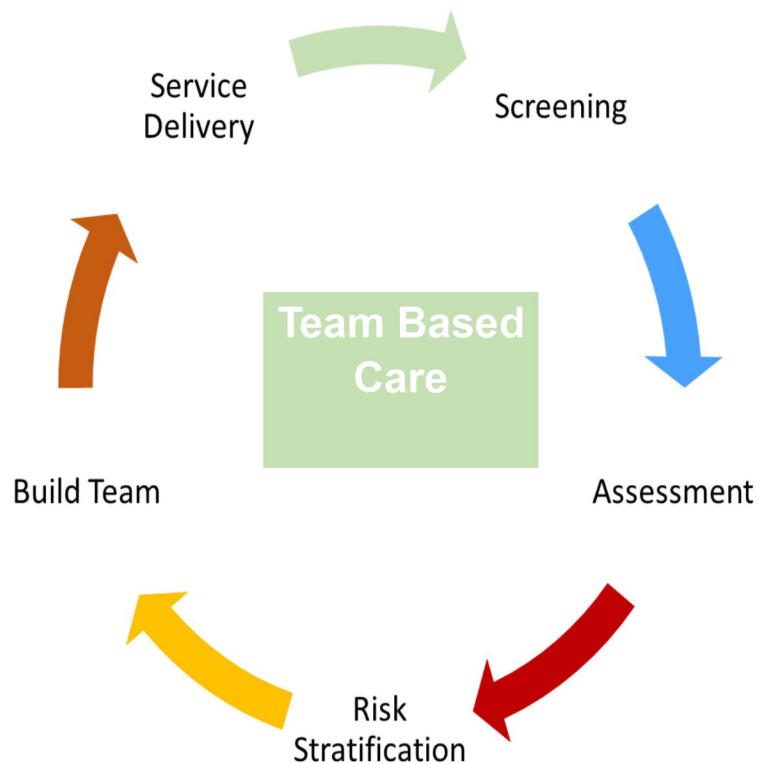 Service
Delivery
Screening
Team Based
Care
Build Team
Assessment
Risk
Stratification